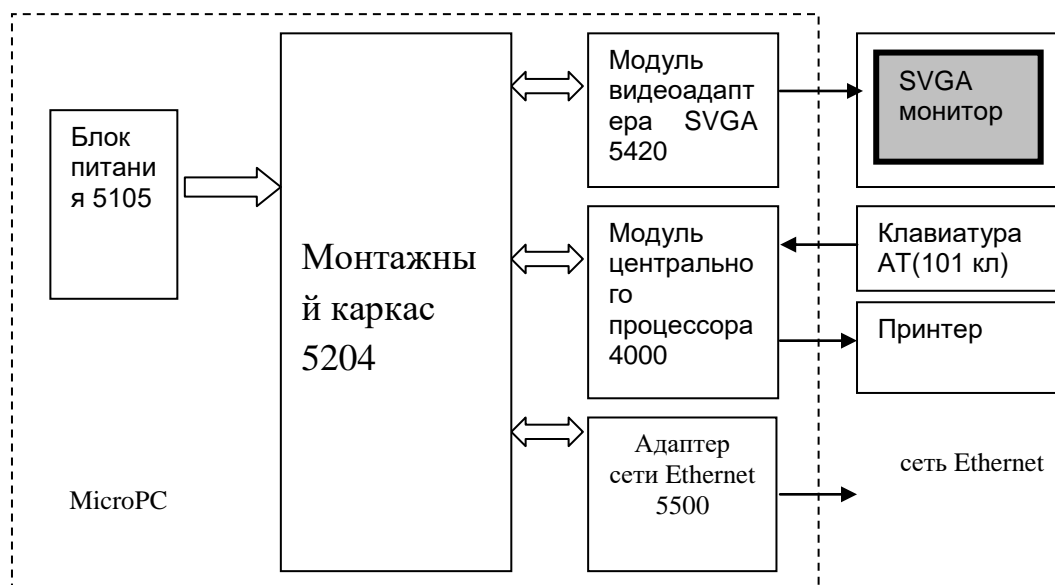 Блок
питани
я 5105
Монтажны
й каркас
5204
Модуль
видеоадапт
ера SVGA
5420
SVGA
монитор
Модуль
центрально
го
процессора
4000
Клавиатура
АТ(101 кл)
Принтер
Адаптер
сети Ethernet
5500
сеть Ethernet
MicroPC